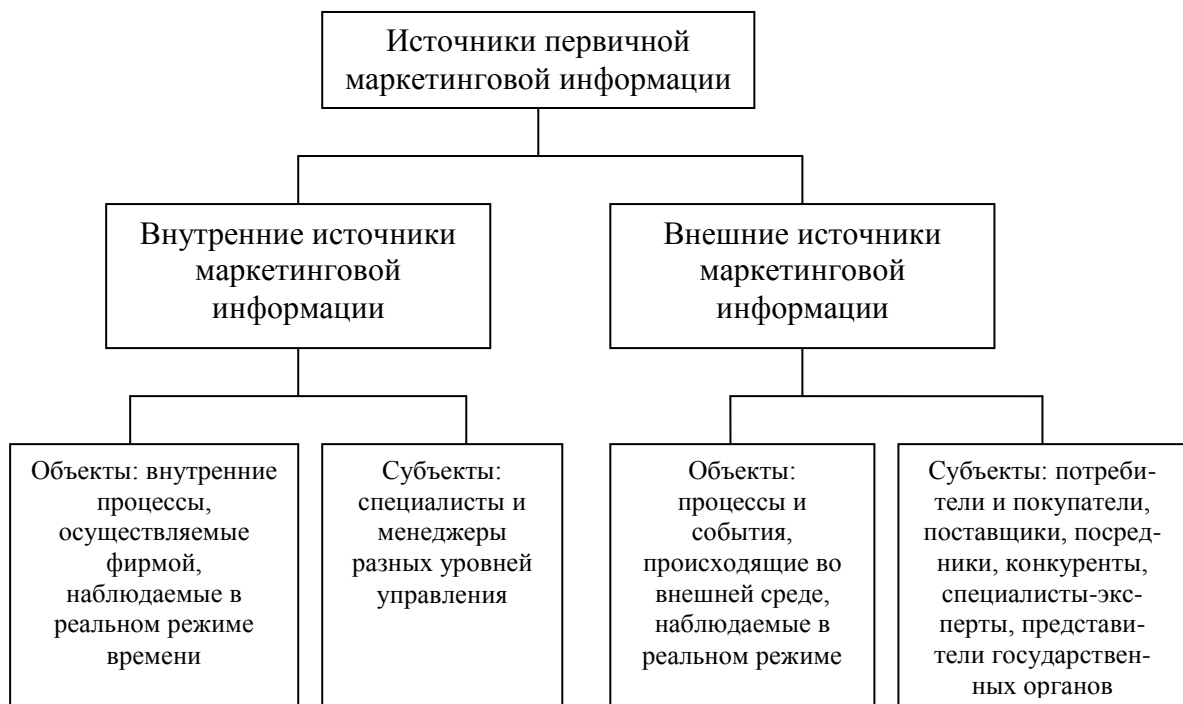 Источники первичной
маркетинговой информации
Внутренние источники
маркетинговой
информации
Внешние источники
маркетинговой
информации
Объекты: внутренние
процессы,
осуществляемые
фирмой,
наблюдаемые в
реальном режиме
времени
Субъекты:
специалисты и
менеджеры
разных уровней
управления
Объекты:
процессы и
события,
происходящие во
внешней среде,
наблюдаемые в
реальном режиме
Субъекты: потреби-
тели и покупатели,
поставщики, посред-
ники, конкуренты,
специалисты-экс-
перты, представи-
тели государствен-
ных органов